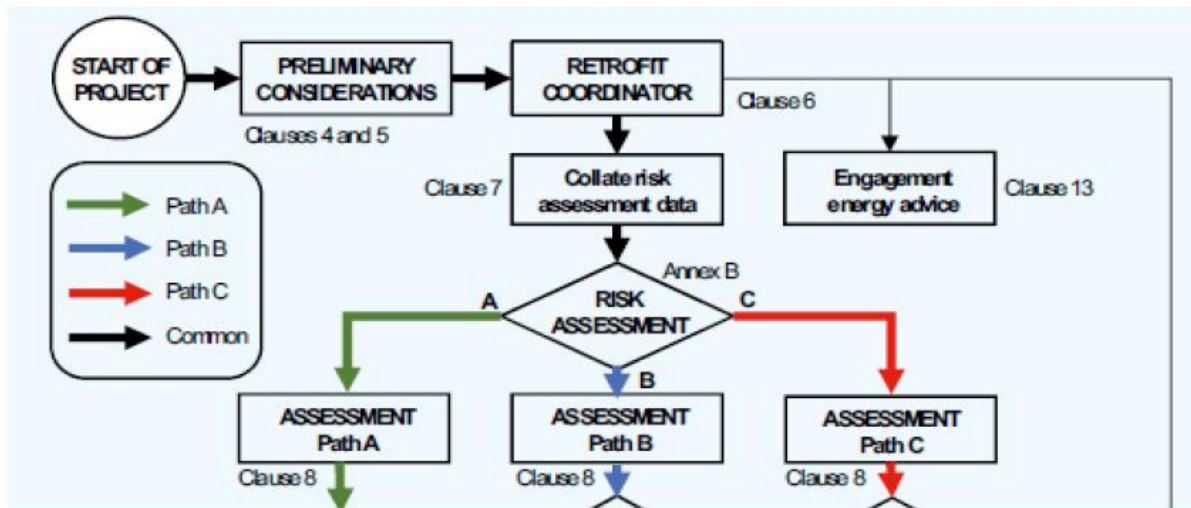 START OF
PROJECT
PRELIMINARY
CONSIDERATIONS
RETROFIT
COORDINATOR
Clauses 4 and 5
Clause 6
Clause 7
Collate risk
assessment data
Engagement
energy advice
Clause 13
Path A
Path B
Path C
Common
Annex B
A
RISK
ASSESSMENT
C
B
ASSESSMENT
Path A
ASSESSMENT
Path B
ASSESSMENT
Path C
Clause 8
Clause 8
Clause 8